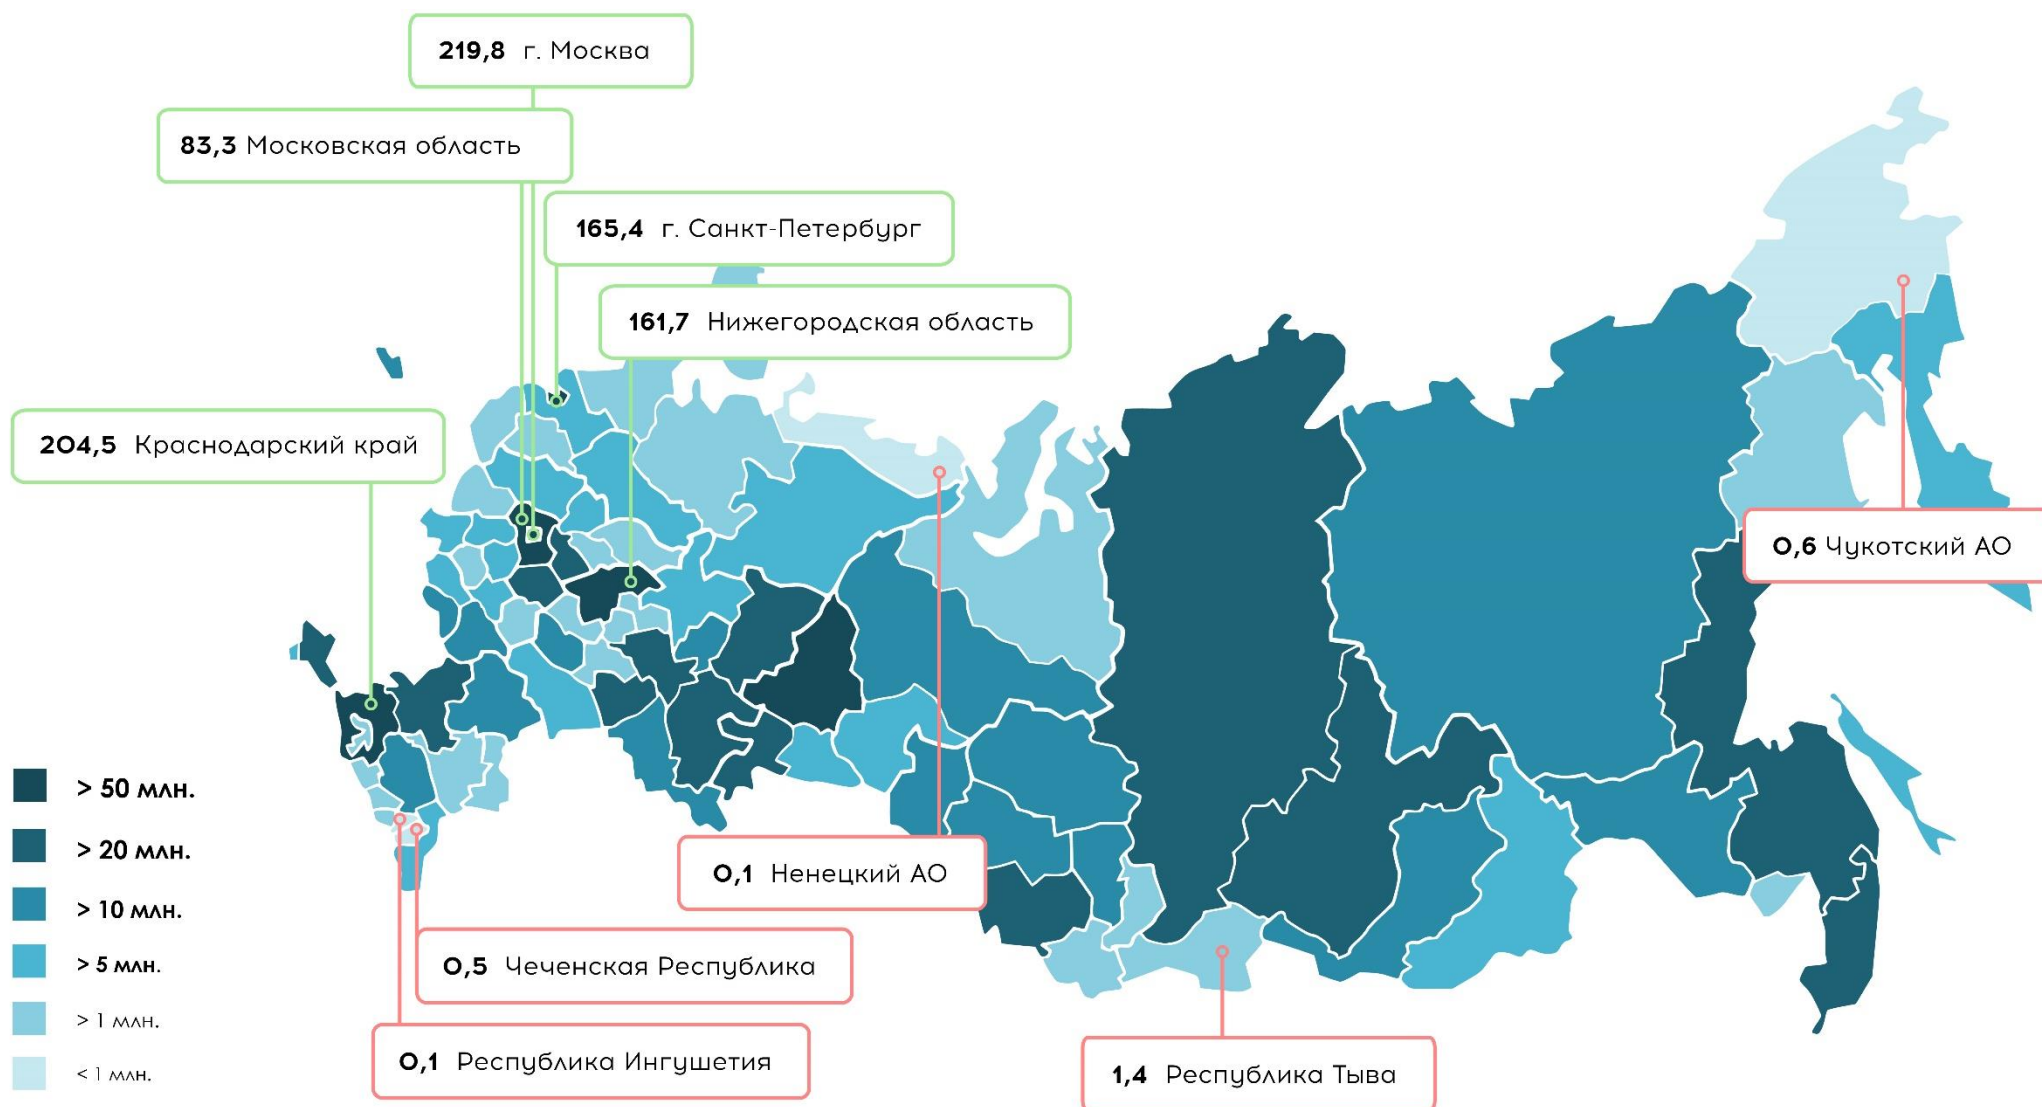 219,8 г. Москва
83,3 Московская область
165,4 г. Санкт-Петербург
161,7 Нижегородская область
204,5 Краснодарский край
0,6 Чукотский АО
> 50 млн.
> 20 млн.
> 10 млн.
> 5 млн.
> 1 млн.
< 1 млн.
0,1 Ненецкий АО
0,5 Чеченская Республика
0,1 Республика Ингушетия
1,4 Республика Тыва